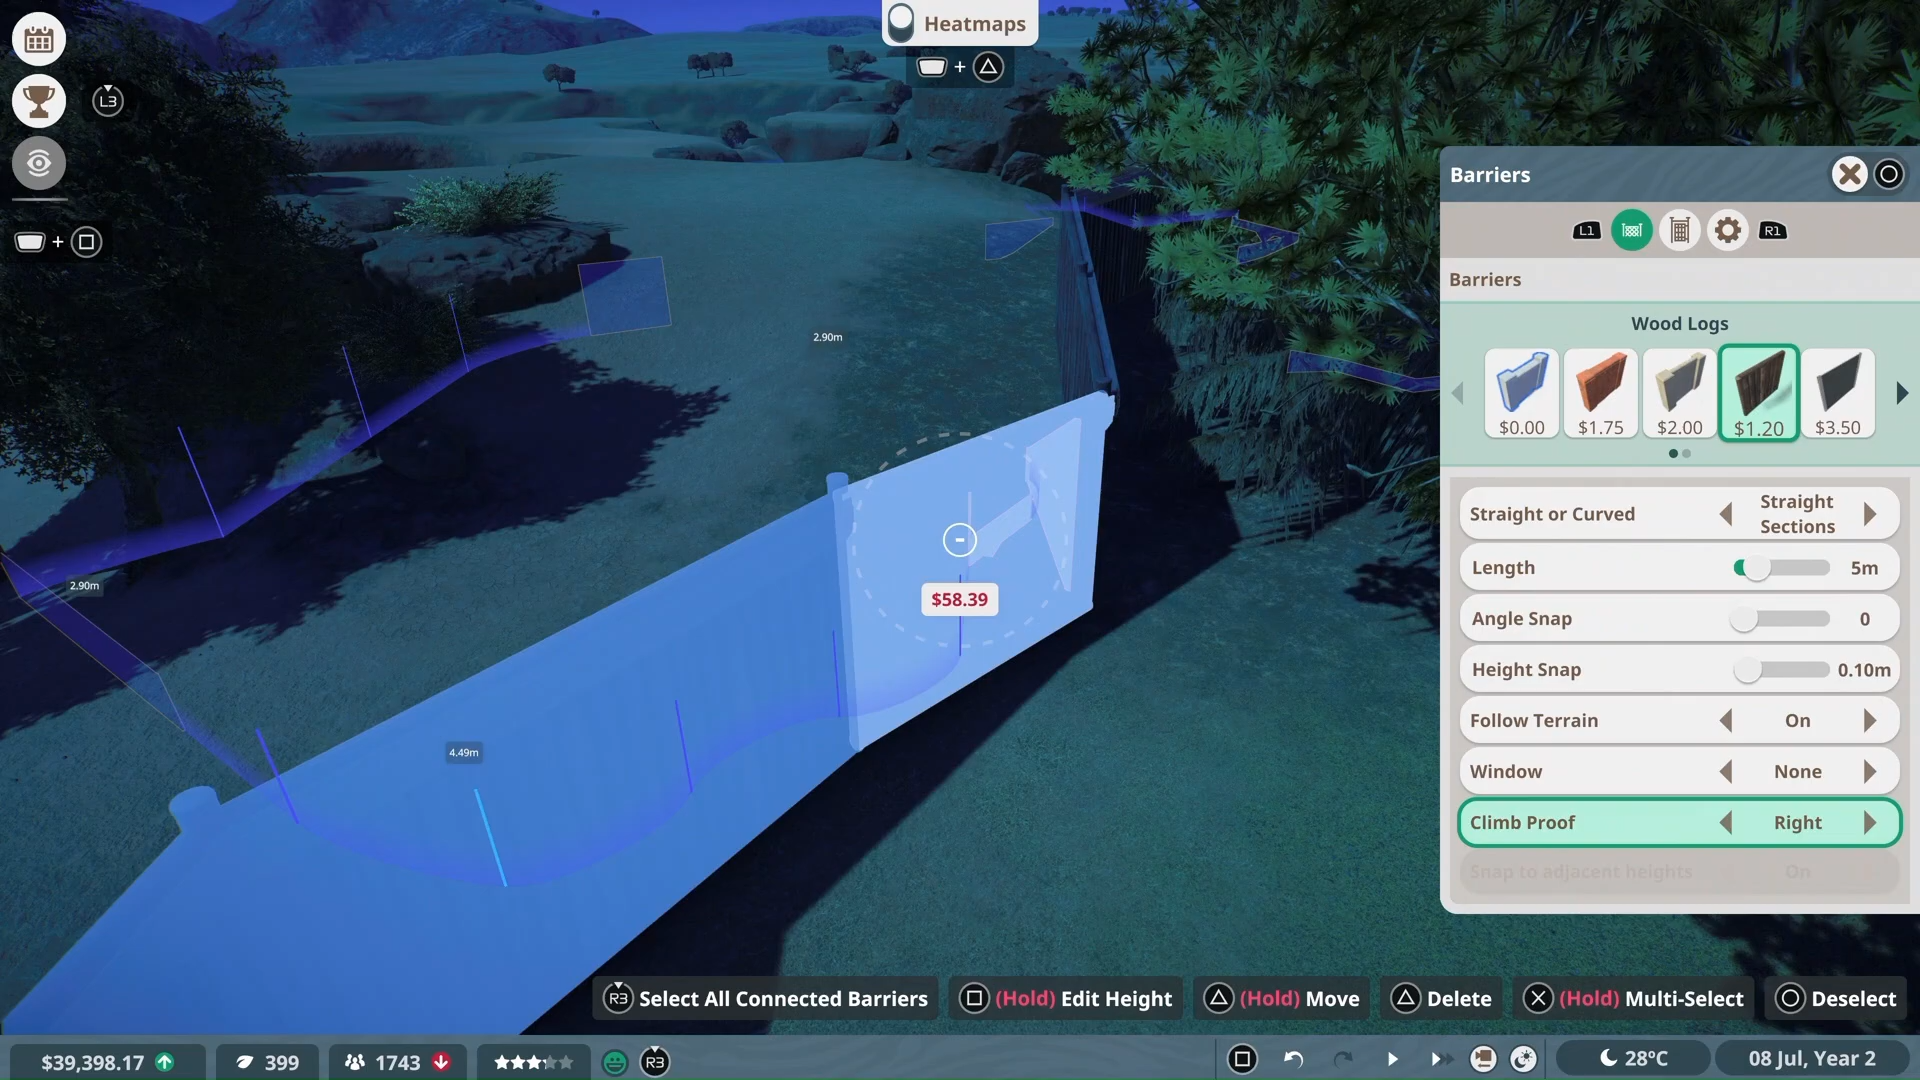 Heatmaps
+
L3
+
2.90m
2.90m
4.49m
$58.39
Barriers
L1
R1
Barriers
Wood Logs
$0.00
$1.75
$2.00
$1.20
$3.50
Straight or Curved
Straight
Sections
Length
5m
Angle Snap
0
Height Snap
0.10m
Follow Terrain
On
Window
None
Climb Proof
Right
Snap to adjacent heights
On
R3 Select All Connected Barriers
(Hold) Edit Height
(Hold) Move
Delete
(Hold) Multi-Select
Deselect
$39,398.17
399
1743
R3
28°C
08 Jul, Year 2